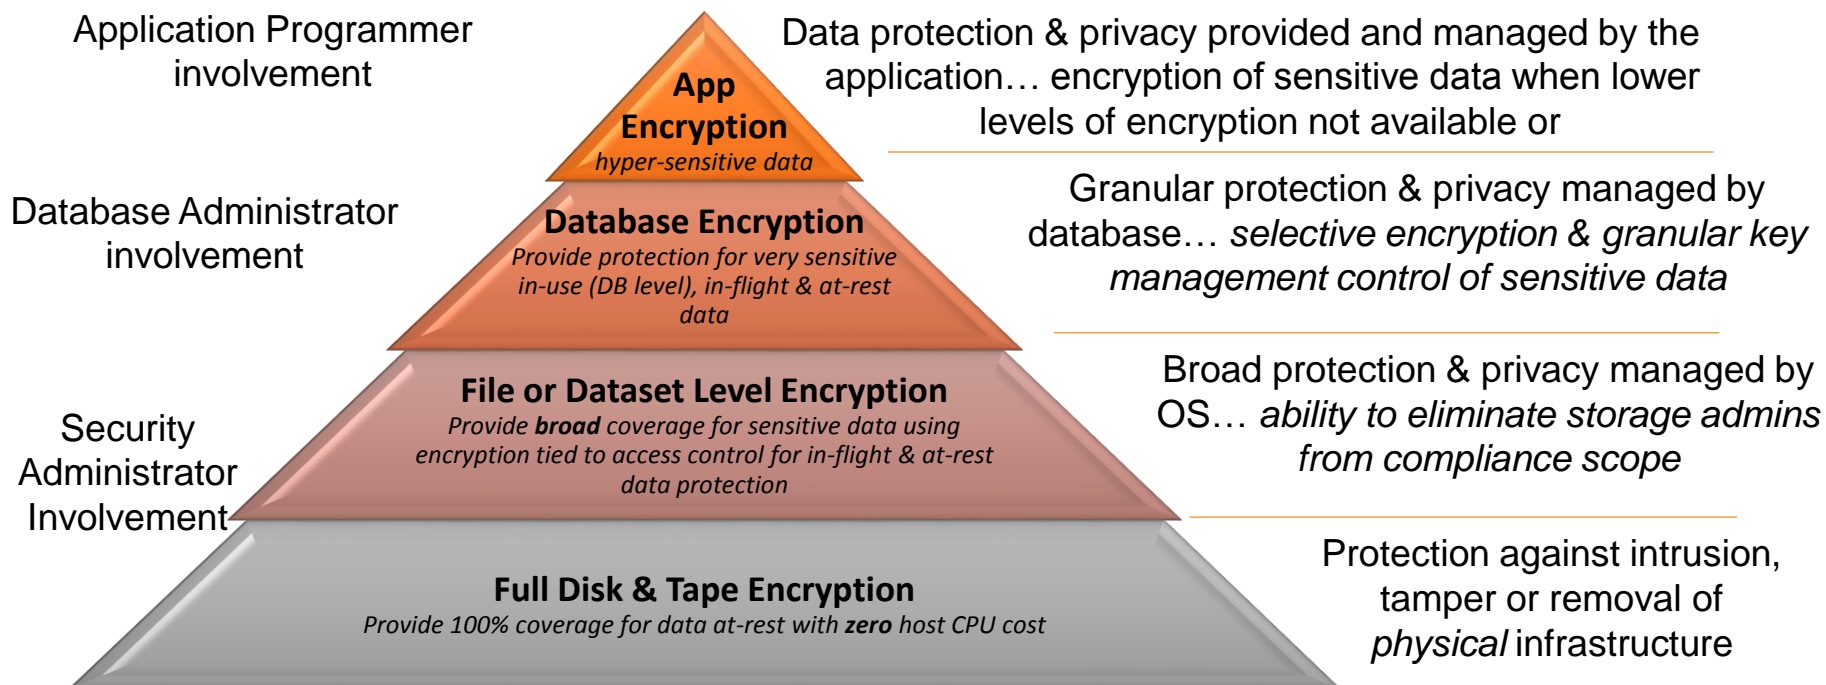 Application Programmer
involvement
App
Encryption
hyper-sensitive data
Data protection & privacy provided and managed by the
application… encryption of sensitive data when lower
levels of encryption not available or
Database Administrator
involvement
Database Encryption
Provide protection for very sensitive
in-use (DB level), in-flight & at-rest
data
Granular protection & privacy managed by
database… selective encryption & granular key
management control of sensitive data
Security
Administrator
Involvement
File or Dataset Level Encryption
Provide broad coverage for sensitive data using
encryption tied to access control for in-flight & at-rest
data protection
Broad protection & privacy managed by
OS… ability to eliminate storage admins
from compliance scope
Full Disk & Tape Encryption
Provide 100% coverage for data at-rest with zero host CPU cost
Protection against intrusion,
tamper or removal of
physical infrastructure